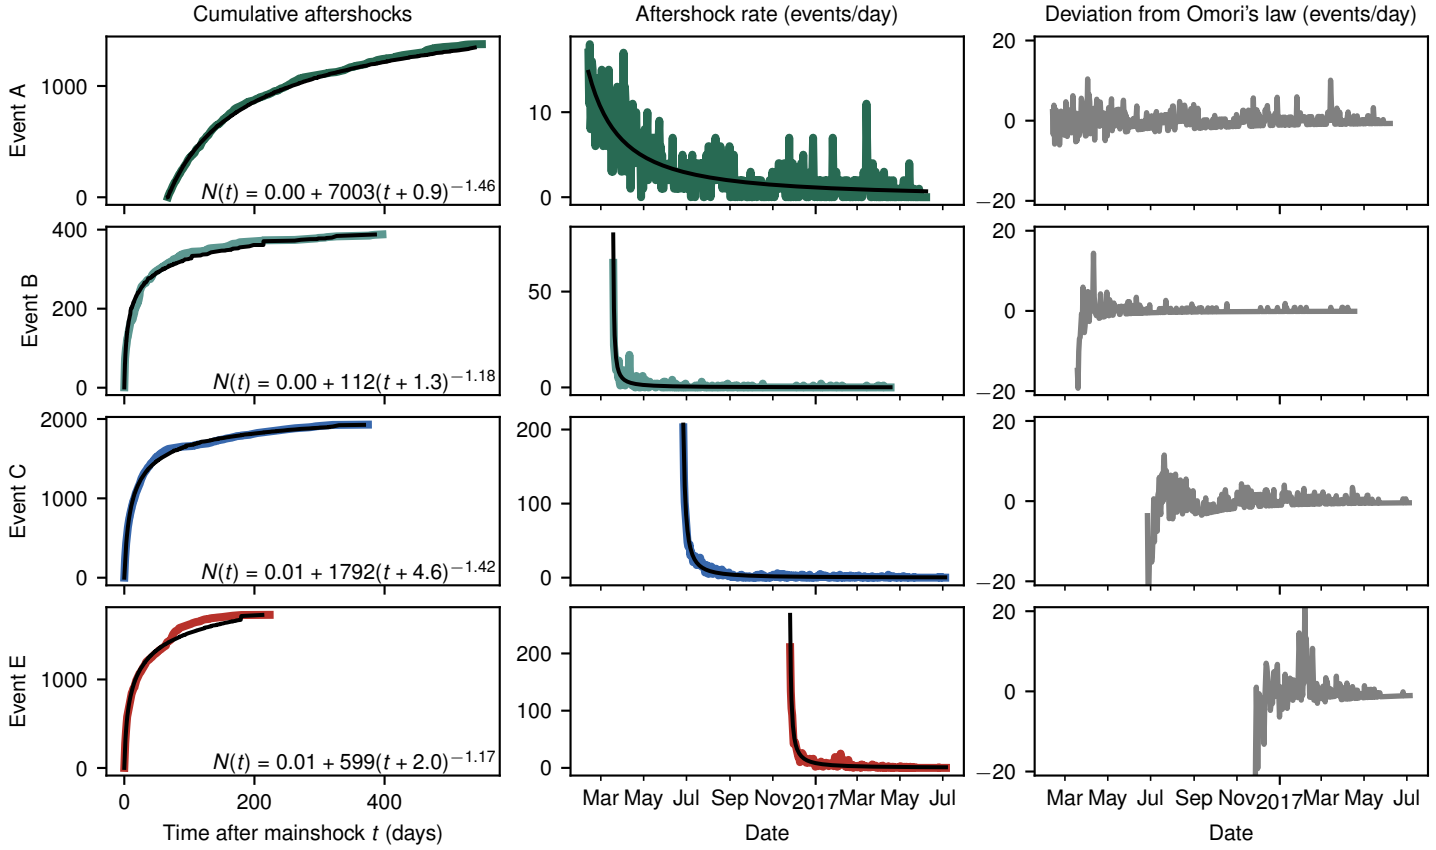 Cumulative aftershocks
Aftershock rate (events/day)
Deviation from Omori's law (events/day)
Event A
1000
0
N(t) = 0.00 + 7003(t + 0.9)^−1.46
10
0
20
0
−20
Event B
400
200
0
N(t) = 0.00 + 112(t + 1.3)^−1.18
50
0
20
0
−20
Event C
2000
1000
0
N(t) = 0.01 + 1792(t + 4.6)^−1.42
200
100
0
20
0
−20
Event E
1000
0
N(t) = 0.01 + 599(t + 2.0)^−1.17
200
100
0
20
0
−20
0 200 400
Mar May Jul Sep Nov 2017 Mar May Jul
Mar May Jul Sep Nov 2017 Mar May Jul
Time after mainshock t (days)
Date
Date